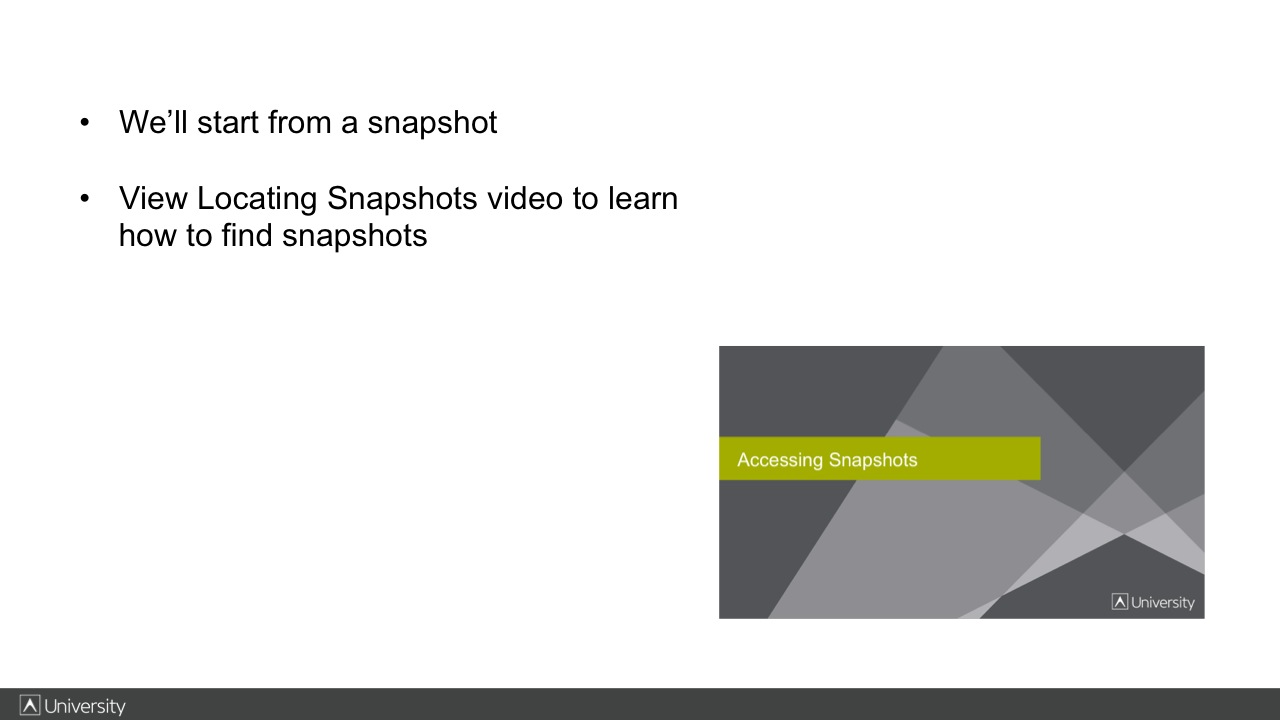 • We’ll start from a snapshot
• View Locating Snapshots video to learn
how to find snapshots
Accessing Snapshots
University
University